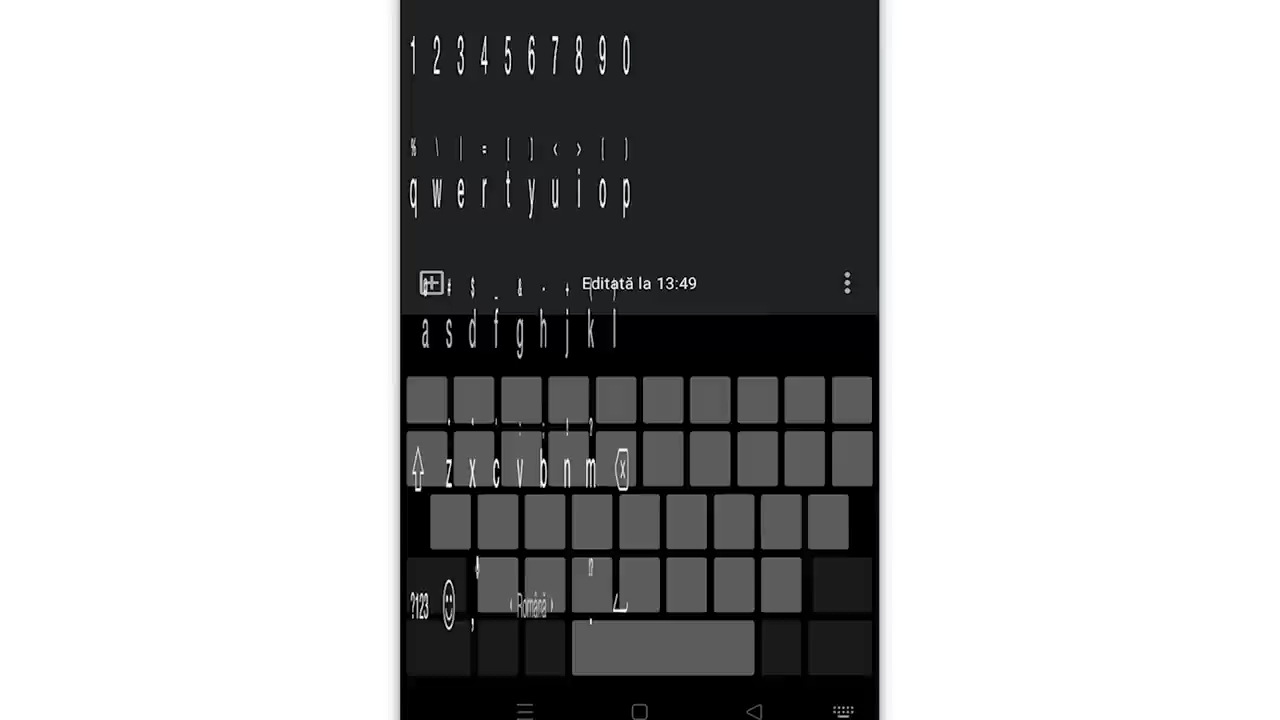 1 2 3 4 5 6 7 8 9 0
% \ | = [ ] < > { }
q w e r t y u i o p
Editată la 13:49
@ # $ _ & - + ( )
a s d f g h j k l
z x c v b n m
?123 , Română .